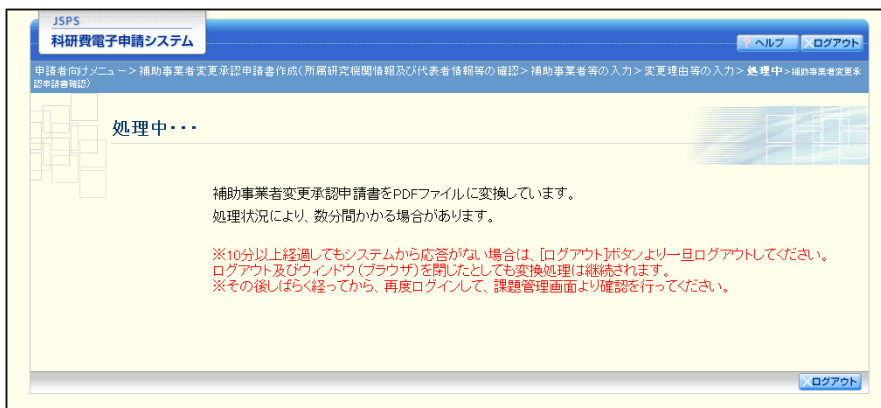 JSPS
科研費電子申請システム
? ヘルプ
×ログアウト
申請者向けメニュー＞補助事業者変更承認申請書作成（所属研究機関情報及び代表者情報等の確認＞補助事業者等の入力＞変更理由等の入力＞処理中＞補助事業者変更承
認申請書確認）
処理中・・・
補助事業者変更承認申請書をPDFファイルに変換しています。
処理状況により、数分間かかる場合があります。
※10分以上経過してもシステムから応答がない場合は、[ログアウト]ボタンより一旦ログアウトしてください。
ログアウト及びウィンドウ（ブラウザ）を閉じたとしても変換処理は継続されます。
※その後しばらく経ってから、再度ログインして、課題管理画面より確認を行ってください。
×ログアウト